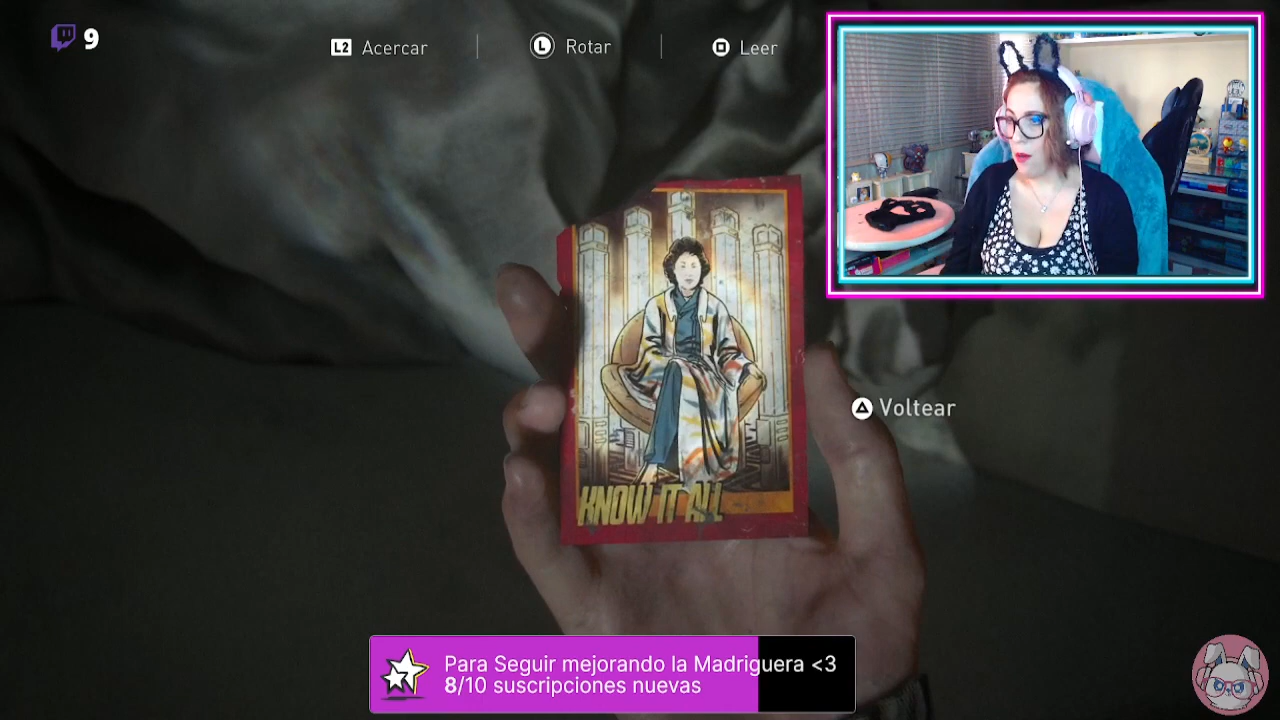 9
L2 Acercar
L Rotar
Leer
Voltear
KNOW IT ALL
7
Para Seguir mejorando la Madriguera <3
8/10 suscripciones nuevas